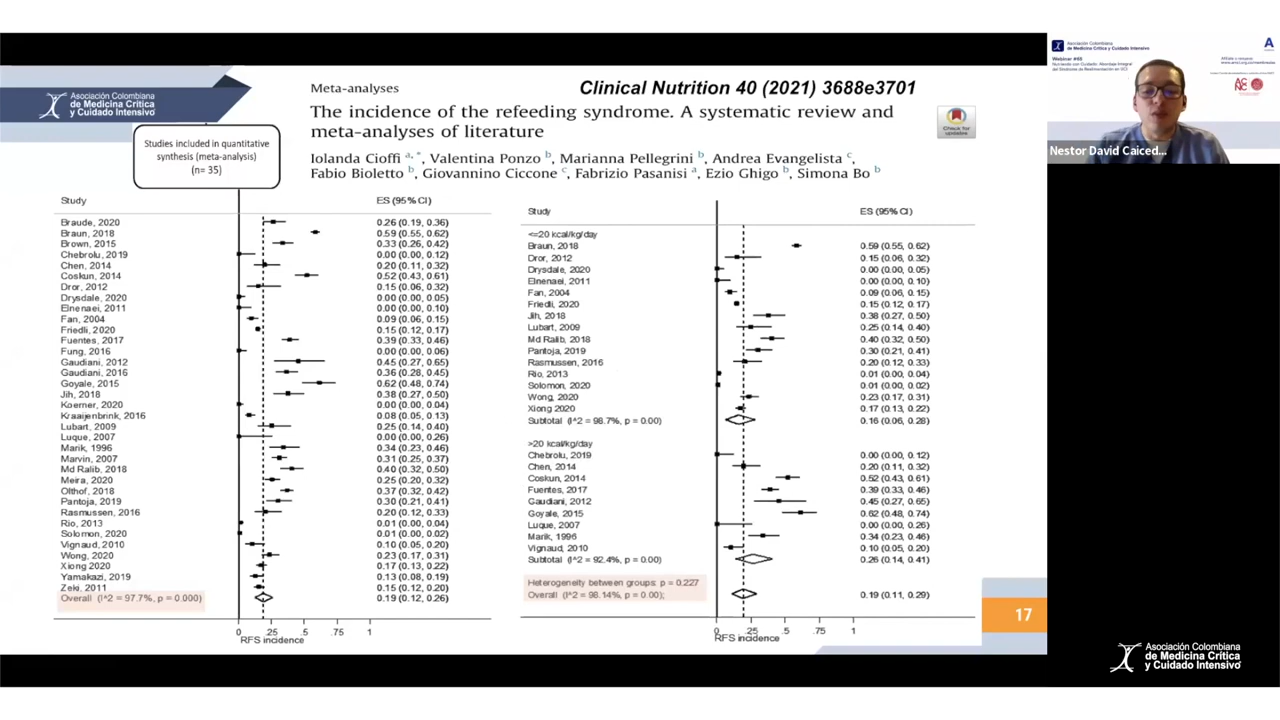 Asociación Colombiana
de Medicina Crítica
y Cuidado Intensivo
Meta-analyses
Clinical Nutrition 40 (2021) 3688e3701
The incidence of the refeeding syndrome. A systematic review and
meta-analyses of literature
Check for
updates
Iolanda Cioffi a, *, Valentina Ponzo b, Marianna Pellegrini b, Andrea Evangelista c,
Fabio Bioletto b, Giovannino Ciccone c, Fabrizio Pasanisi a, Ezio Ghigo b, Simona Bo b
Studies included in quantitative
synthesis (meta-analysis)
(n= 35)
Study ES (95% CI)
Braude, 2020 0.26 (0.19, 0.36)
Braun, 2018 0.59 (0.55, 0.62)
Brown, 2015 0.33 (0.26, 0.42)
Chebrolu, 2019 0.00 (0.00, 0.12)
Chen, 2014 0.20 (0.11, 0.32)
Coskun, 2014 0.52 (0.43, 0.61)
Dror, 2012 0.15 (0.06, 0.32)
Drysdale, 2020 0.00 (0.00, 0.05)
Elnenaei, 2011 0.00 (0.00, 0.10)
Fan, 2004 0.09 (0.06, 0.15)
Friedli, 2020 0.15 (0.12, 0.17)
Fuentes, 2017 0.39 (0.33, 0.46)
Fung, 2016 0.00 (0.00, 0.06)
Gaudiani, 2012 0.45 (0.27, 0.65)
Gaudiani, 2016 0.36 (0.28, 0.45)
Goyale, 2015 0.62 (0.48, 0.74)
Jih, 2018 0.38 (0.27, 0.50)
Koerner, 2020 0.00 (0.00, 0.04)
Kraaijenbrink, 2016 0.08 (0.05, 0.13)
Lubart, 2009 0.25 (0.14, 0.40)
Luque, 2007 0.00 (0.00, 0.26)
Marik, 1996 0.34 (0.23, 0.46)
Marvin, 2007 0.31 (0.25, 0.37)
Md Ralib, 2018 0.40 (0.32, 0.50)
Meira, 2020 0.25 (0.20, 0.32)
Olthof, 2018 0.37 (0.32, 0.42)
Pantoja, 2019 0.30 (0.21, 0.41)
Rasmussen, 2016 0.20 (0.12, 0.33)
Rio, 2013 0.01 (0.00, 0.04)
Solomon, 2020 0.01 (0.00, 0.02)
Vignaud, 2010 0.10 (0.05, 0.20)
Wong, 2020 0.23 (0.17, 0.31)
Xiong 2020 0.17 (0.13, 0.22)
Yamakazi, 2019 0.13 (0.08, 0.19)
Zeki, 2011 0.15 (0.12, 0.20)
Overall (I^2 = 97.7%, p = 0.000) 0.19 (0.12, 0.26)
0 .25 .5 .75 1
RFS incidence
Study ES (95% CI)
<=20 kcal/kg/day
Braun, 2018 0.59 (0.55, 0.62)
Dror, 2012 0.15 (0.06, 0.32)
Drysdale, 2020 0.00 (0.00, 0.05)
Elnenaei, 2011 0.00 (0.00, 0.10)
Fan, 2004 0.09 (0.06, 0.15)
Friedli, 2020 0.15 (0.12, 0.17)
Jih, 2018 0.38 (0.27, 0.50)
Lubart, 2009 0.25 (0.14, 0.40)
Md Ralib, 2018 0.40 (0.32, 0.50)
Pantoja, 2019 0.30 (0.21, 0.41)
Rasmussen, 2016 0.20 (0.12, 0.33)
Rio, 2013 0.01 (0.00, 0.04)
Solomon, 2020 0.01 (0.00, 0.02)
Wong, 2020 0.23 (0.17, 0.31)
Xiong 2020 0.17 (0.13, 0.22)
Subtotal (I^2 = 98.7%, p = 0.00) 0.16 (0.06, 0.28)
>20 kcal/kg/day
Chebrolu, 2019 0.00 (0.00, 0.12)
Chen, 2014 0.20 (0.11, 0.32)
Coskun, 2014 0.52 (0.43, 0.61)
Fuentes, 2017 0.39 (0.33, 0.46)
Gaudiani, 2012 0.45 (0.27, 0.65)
Goyale, 2015 0.62 (0.48, 0.74)
Luque, 2007 0.00 (0.00, 0.26)
Marik, 1996 0.34 (0.23, 0.46)
Vignaud, 2010 0.10 (0.05, 0.20)
Subtotal (I^2 = 92.4%, p = 0.00) 0.26 (0.14, 0.41)
Heterogeneity between groups: p = 0.227
Overall (I^2 = 98.14%, p = 0.00); 0.19 (0.11, 0.29)
0 .25 .5 .75 1
RFS incidence
17
Asociación Colombiana
de Medicina Crítica y Cuidado Intensivo
Webinar #65
Nutriendo con Cuidado: Abordaje Integral
del Síndrome de Realimentación en UCI
Nestor David Caiced...
Asociación Colombiana
de Medicina Crítica
y Cuidado Intensivo